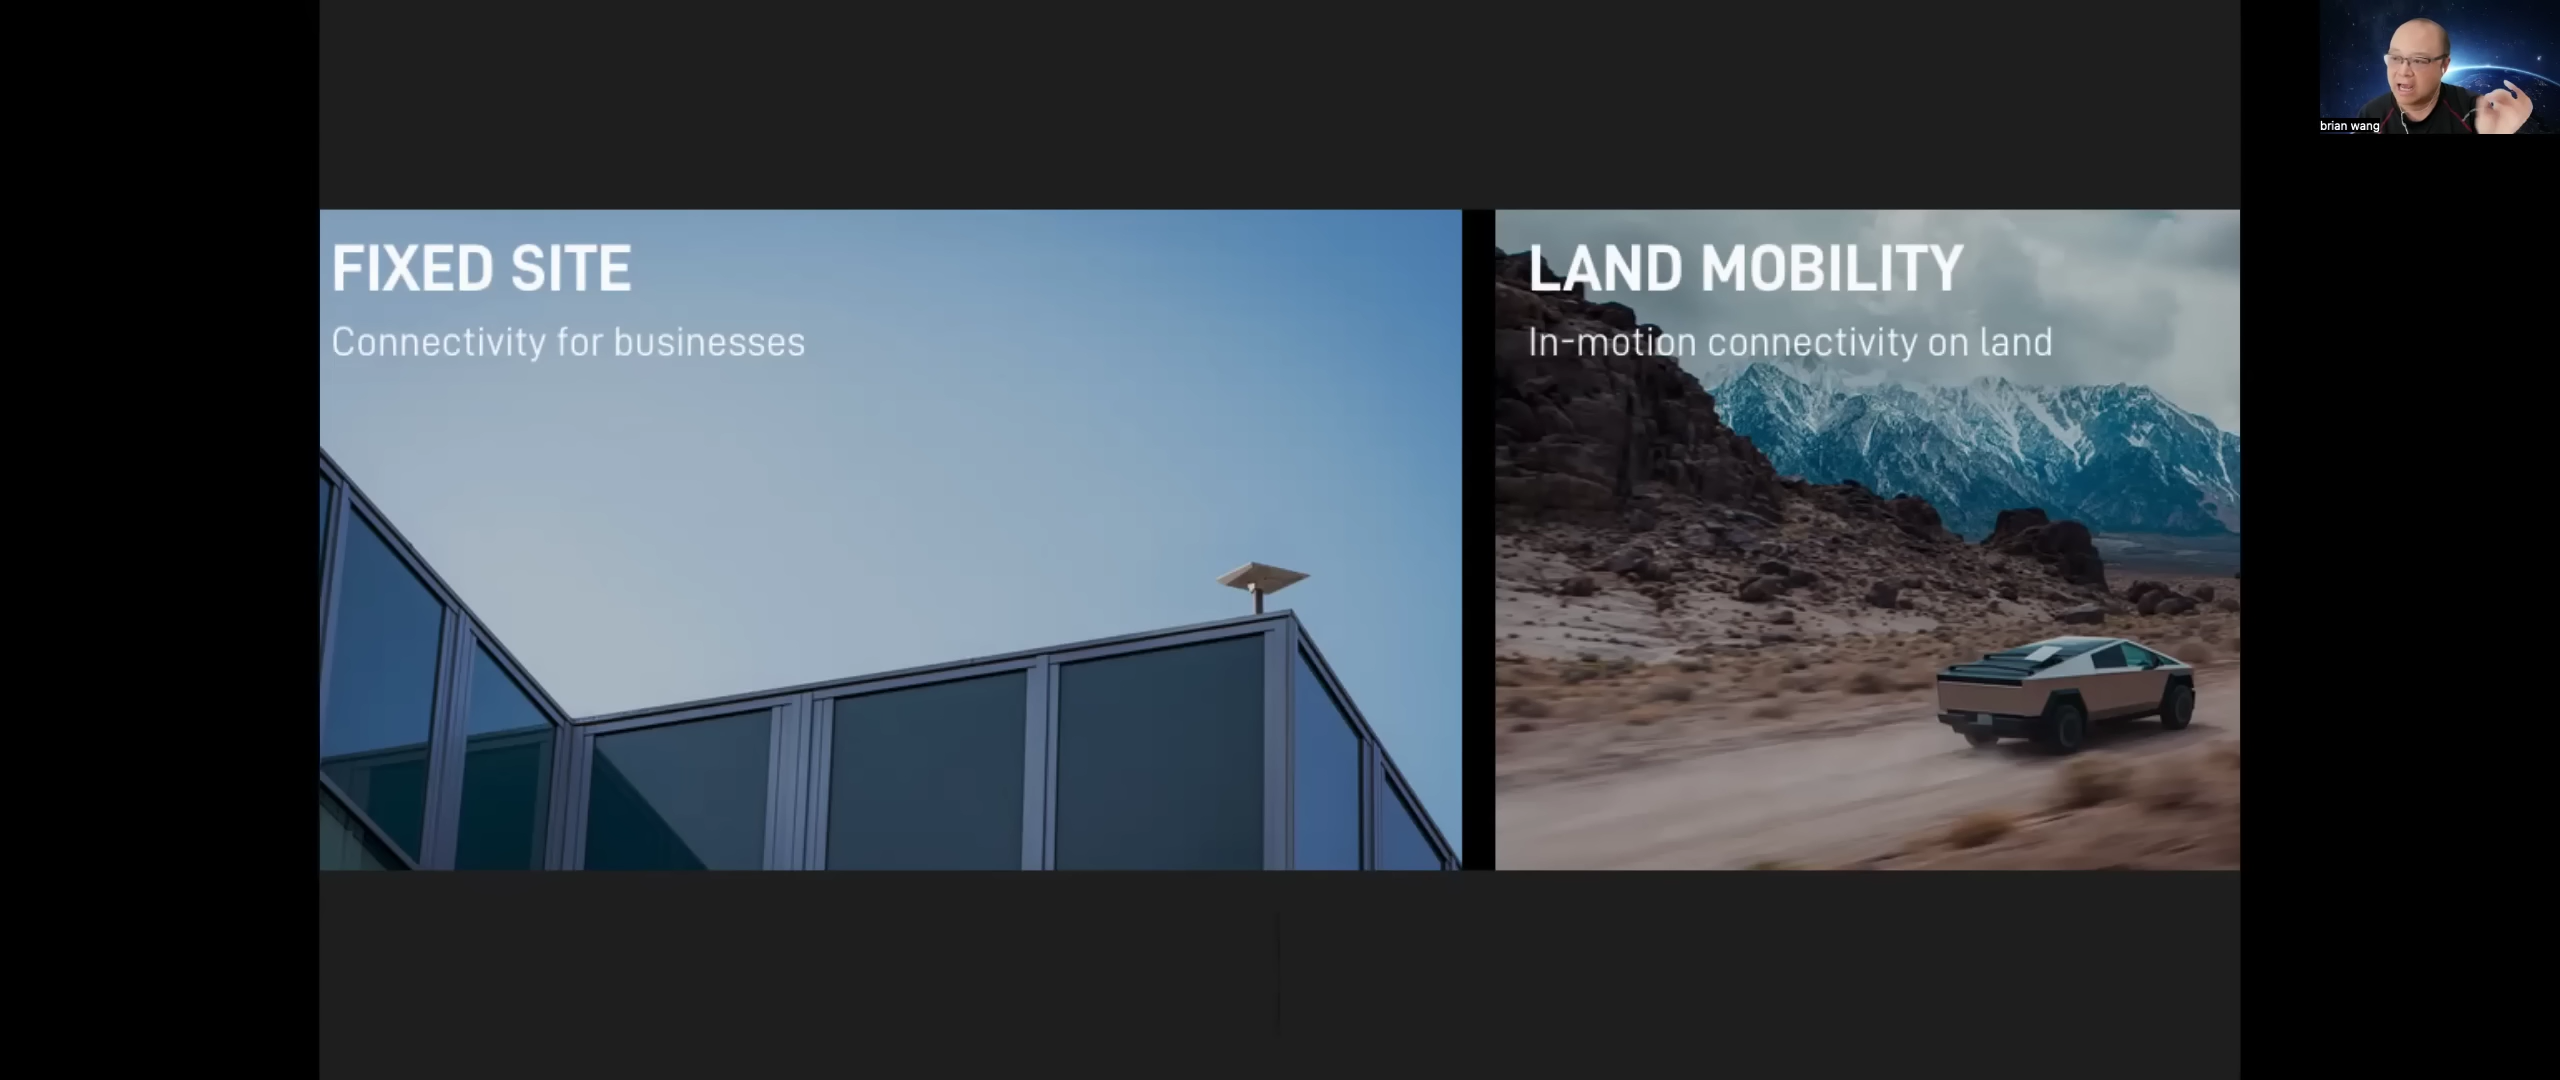 FIXED SITE
Connectivity for businesses
LAND MOBILITY
In-motion connectivity on land
brian wang